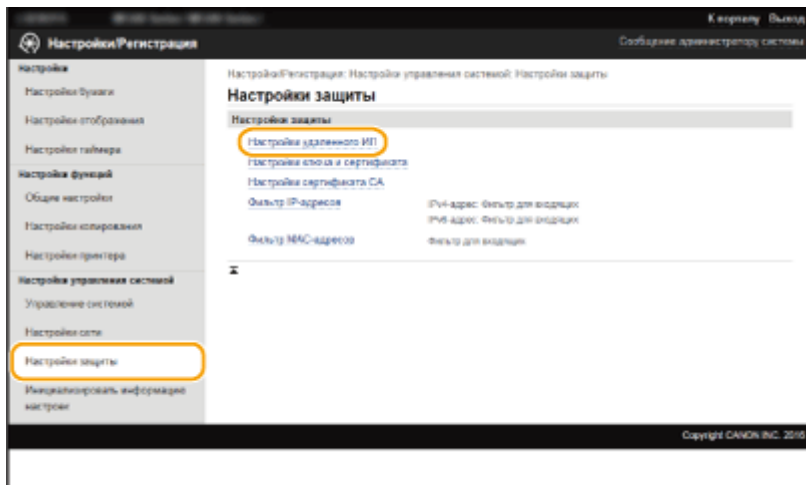 К порталу Выход
Настройки/Регистрация
Сообщение администратору системы
Настройки
Настройки бумаги
Настройки отображения
Настройки таймера
Настройки функций
Общие настройки
Настройки копирования
Настройки принтера
Настройки управления системой
Управление системой
Настройки сети
Настройки защиты
Инициализировать информацию
настроек
Настройки/Регистрация: Настройки управления системой: Настройки защиты
Настройки защиты
Настройки защиты
Настройки удаленного ИП
Настройки ключа и сертификата
Настройки сертификата CA
Фильтр IP-адресов
IPv4-адрес: Фильтр для входящих
IPv6-адрес: Фильтр для входящих
Фильтр MAC-адресов
Фильтр для входящих
Copyright CANON INC. 2016